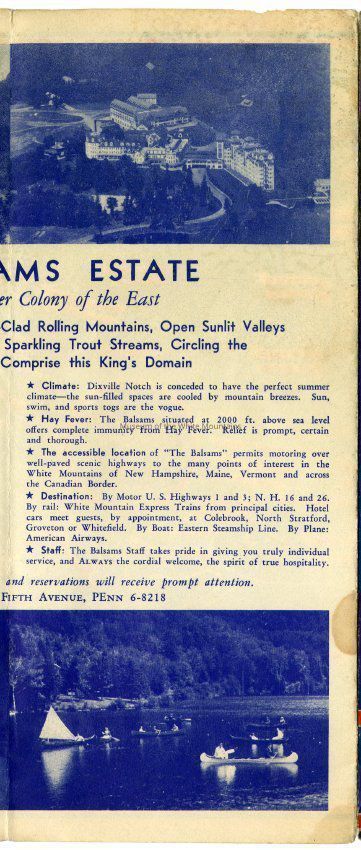 AMS ESTATE
er Colony of the East
Clad Rolling Mountains, Open Sunlit Valleys
Sparkling Trout Streams, Circling the
Comprise this King's Domain
★ Climate: Dixville Notch is conceded to have the perfect summer
climate—the sun-filled spaces are cooled by mountain breezes. Sun,
swim, and sports togs are the vogue.
★ Hay Fever: The Balsams situated at 2000 ft. above sea level
offers complete immunity from Hay Fever. Relief is prompt, certain
and thorough.
Museum of the White Mountains
★ The accessible location of "The Balsams" permits motoring over
well-paved scenic highways to the many points of interest in the
White Mountains of New Hampshire, Maine, Vermont and across
the Canadian Border.
★ Destination: By Motor U. S. Highways 1 and 3; N. H. 16 and 26.
By rail: White Mountain Express Trains from principal cities. Hotel
cars meet guests, by appointment, at Colebrook, North Stratford,
Groveton or Whitefield. By Boat: Eastern Steamship Line. By Plane:
American Airways.
★ Staff: The Balsams Staff takes pride in giving you truly individual
service, and ALWAYS the cordial welcome, the spirit of true hospitality.
and reservations will receive prompt attention.
FIFTH AVENUE, PEnn 6-8218